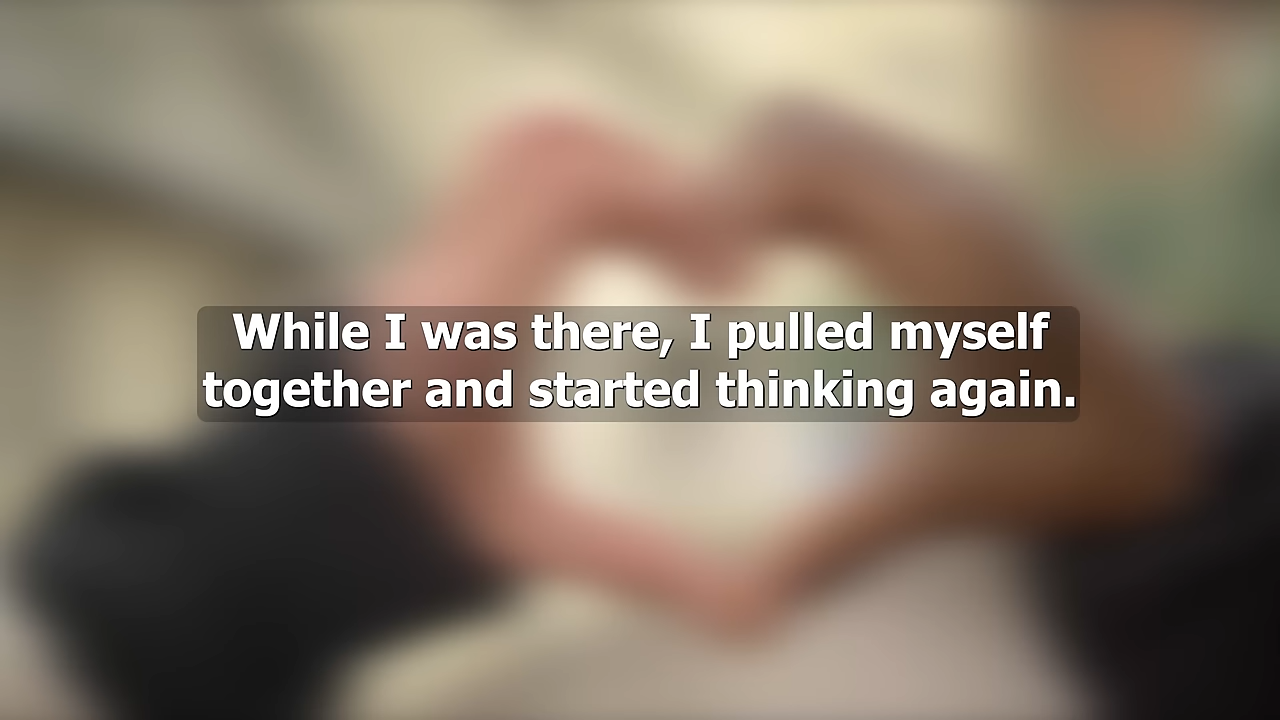 While I was there, I pulled myself
together and started thinking again.